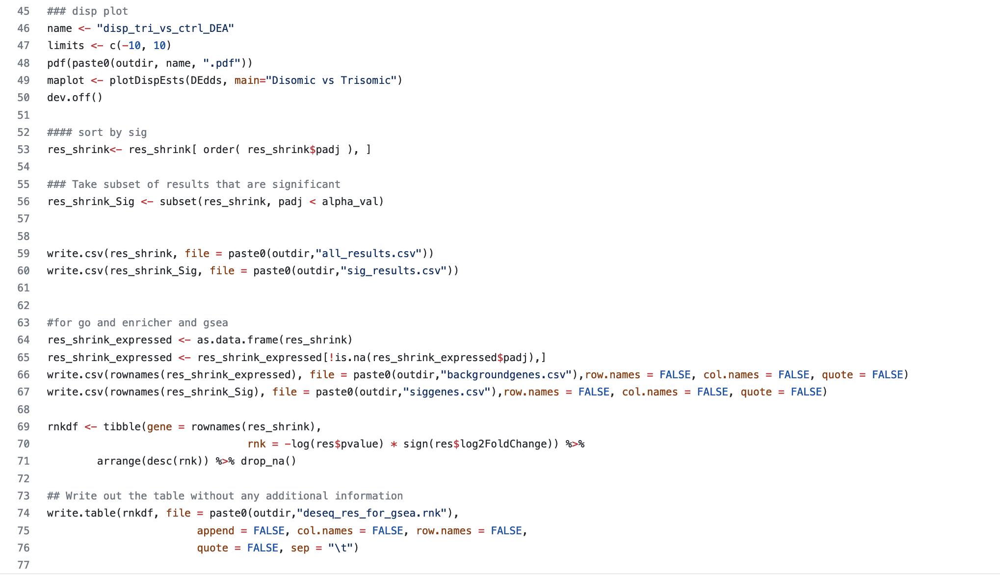 45 ### disp plot
46 name <- "disp_tri_vs_ctrl_DEA"
47 limits <- c(-10, 10)
48 pdf(paste0(outdir, name, ".pdf"))
49 maplot <- plotDispEsts(DEdds, main="Disomic vs Trisomic")
50 dev.off()
51
52 #### sort by sig
53 res_shrink<- res_shrink[ order( res_shrink$padj ), ]
54
55 ### Take subset of results that are significant
56 res_shrink_Sig <- subset(res_shrink, padj < alpha_val)
57
58
59 write.csv(res_shrink, file = paste0(outdir,"all_results.csv"))
60 write.csv(res_shrink_Sig, file = paste0(outdir,"sig_results.csv"))
61
62
63 #for go and enricher and gsea
64 res_shrink_expressed <- as.data.frame(res_shrink)
65 res_shrink_expressed <- res_shrink_expressed[!is.na(res_shrink_expressed$padj),]
66 write.csv(rownames(res_shrink_expressed), file = paste0(outdir,"backgroundgenes.csv"),row.names = FALSE, col.names = FALSE, quote = FALSE)
67 write.csv(rownames(res_shrink_Sig), file = paste0(outdir,"siggenes.csv"),row.names = FALSE, col.names = FALSE, quote = FALSE)
68
69 rnkdf <- tibble(gene = rownames(res_shrink),
70 rnk = -log(res$pvalue) * sign(res$log2FoldChange)) %>%
71 arrange(desc(rnk)) %>% drop_na()
72
73 ## Write out the table without any additional information
74 write.table(rnkdf, file = paste0(outdir,"deseq_res_for_gsea.rnk"),
75 append = FALSE, col.names = FALSE, row.names = FALSE,
76 quote = FALSE, sep = "\t")
77